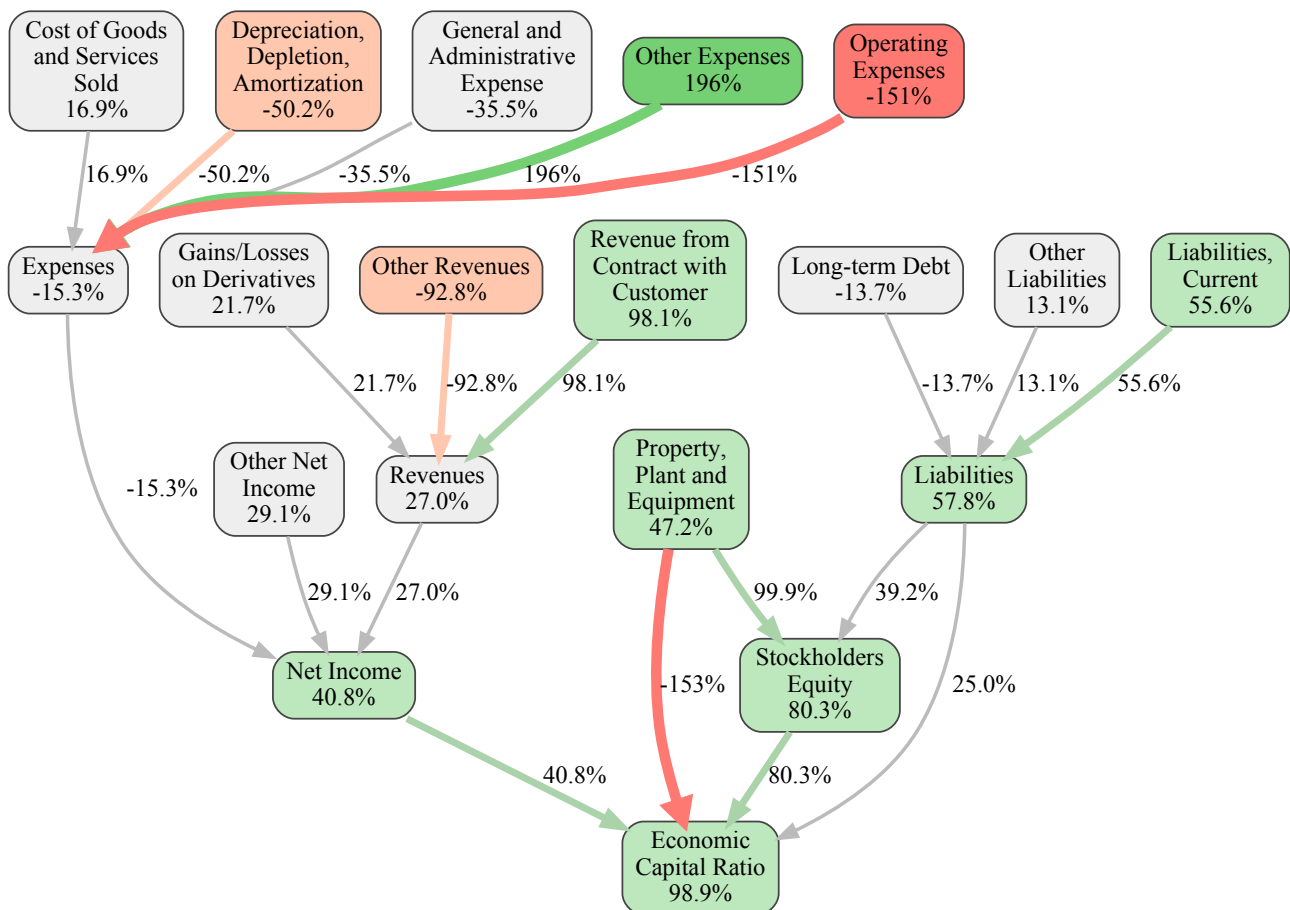 Cost of Goods
and Services
Sold
16.9%
Depreciation,
Depletion,
Amortization
-50.2%
General and
Administrative
Expense
-35.5%
Other Expenses
196%
Operating
Expenses
-151%
16.9%
-50.2%
-35.5%
196%
-151%
Expenses
-15.3%
Gains/Losses
on Derivatives
21.7%
Other Revenues
-92.8%
Revenue from
Contract with
Customer
98.1%
Long-term Debt
-13.7%
Other
Liabilities
13.1%
Liabilities,
Current
55.6%
21.7%
-92.8%
98.1%
-13.7%
13.1%
55.6%
-15.3%
Other Net
Income
29.1%
Revenues
27.0%
Property,
Plant and
Equipment
47.2%
Liabilities
57.8%
29.1%
27.0%
99.9%
39.2%
Net Income
40.8%
-153%
Stockholders
Equity
80.3%
25.0%
40.8%
80.3%
Economic
Capital Ratio
98.9%